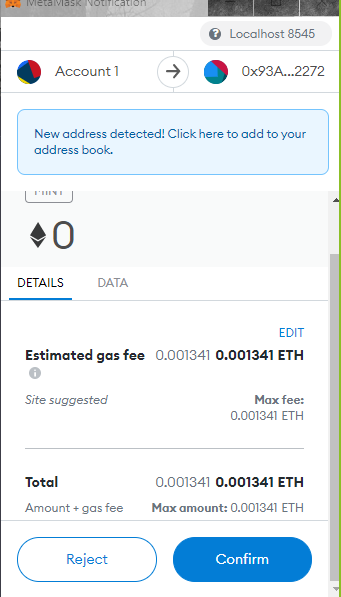 MetaMask Notification
Localhost 8545
Account 1
0x93A...2272
New address detected! Click here to add to your
address book.
MINT
0
DETAILS
DATA
EDIT
Estimated gas fee 0.001341 0.001341 ETH
Site suggested
Max fee:
0.001341 ETH
Total 0.001341 0.001341 ETH
Amount + gas fee Max amount: 0.001341 ETH
Reject
Confirm